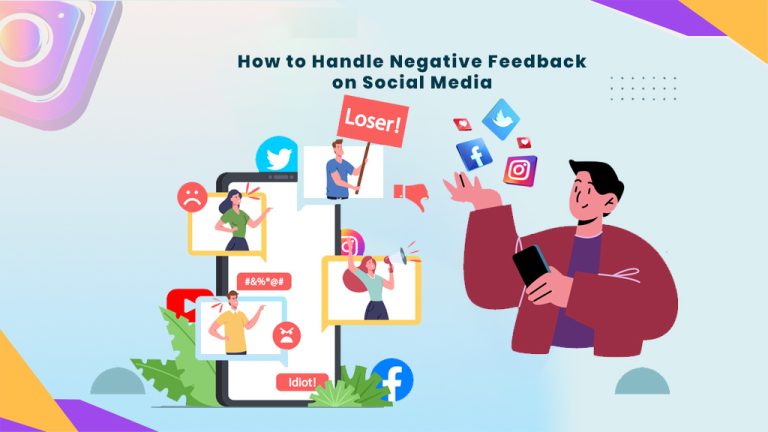 How to Handle Negative Feedback
on Social Media
Loser!
#&%*@#
Idiot!